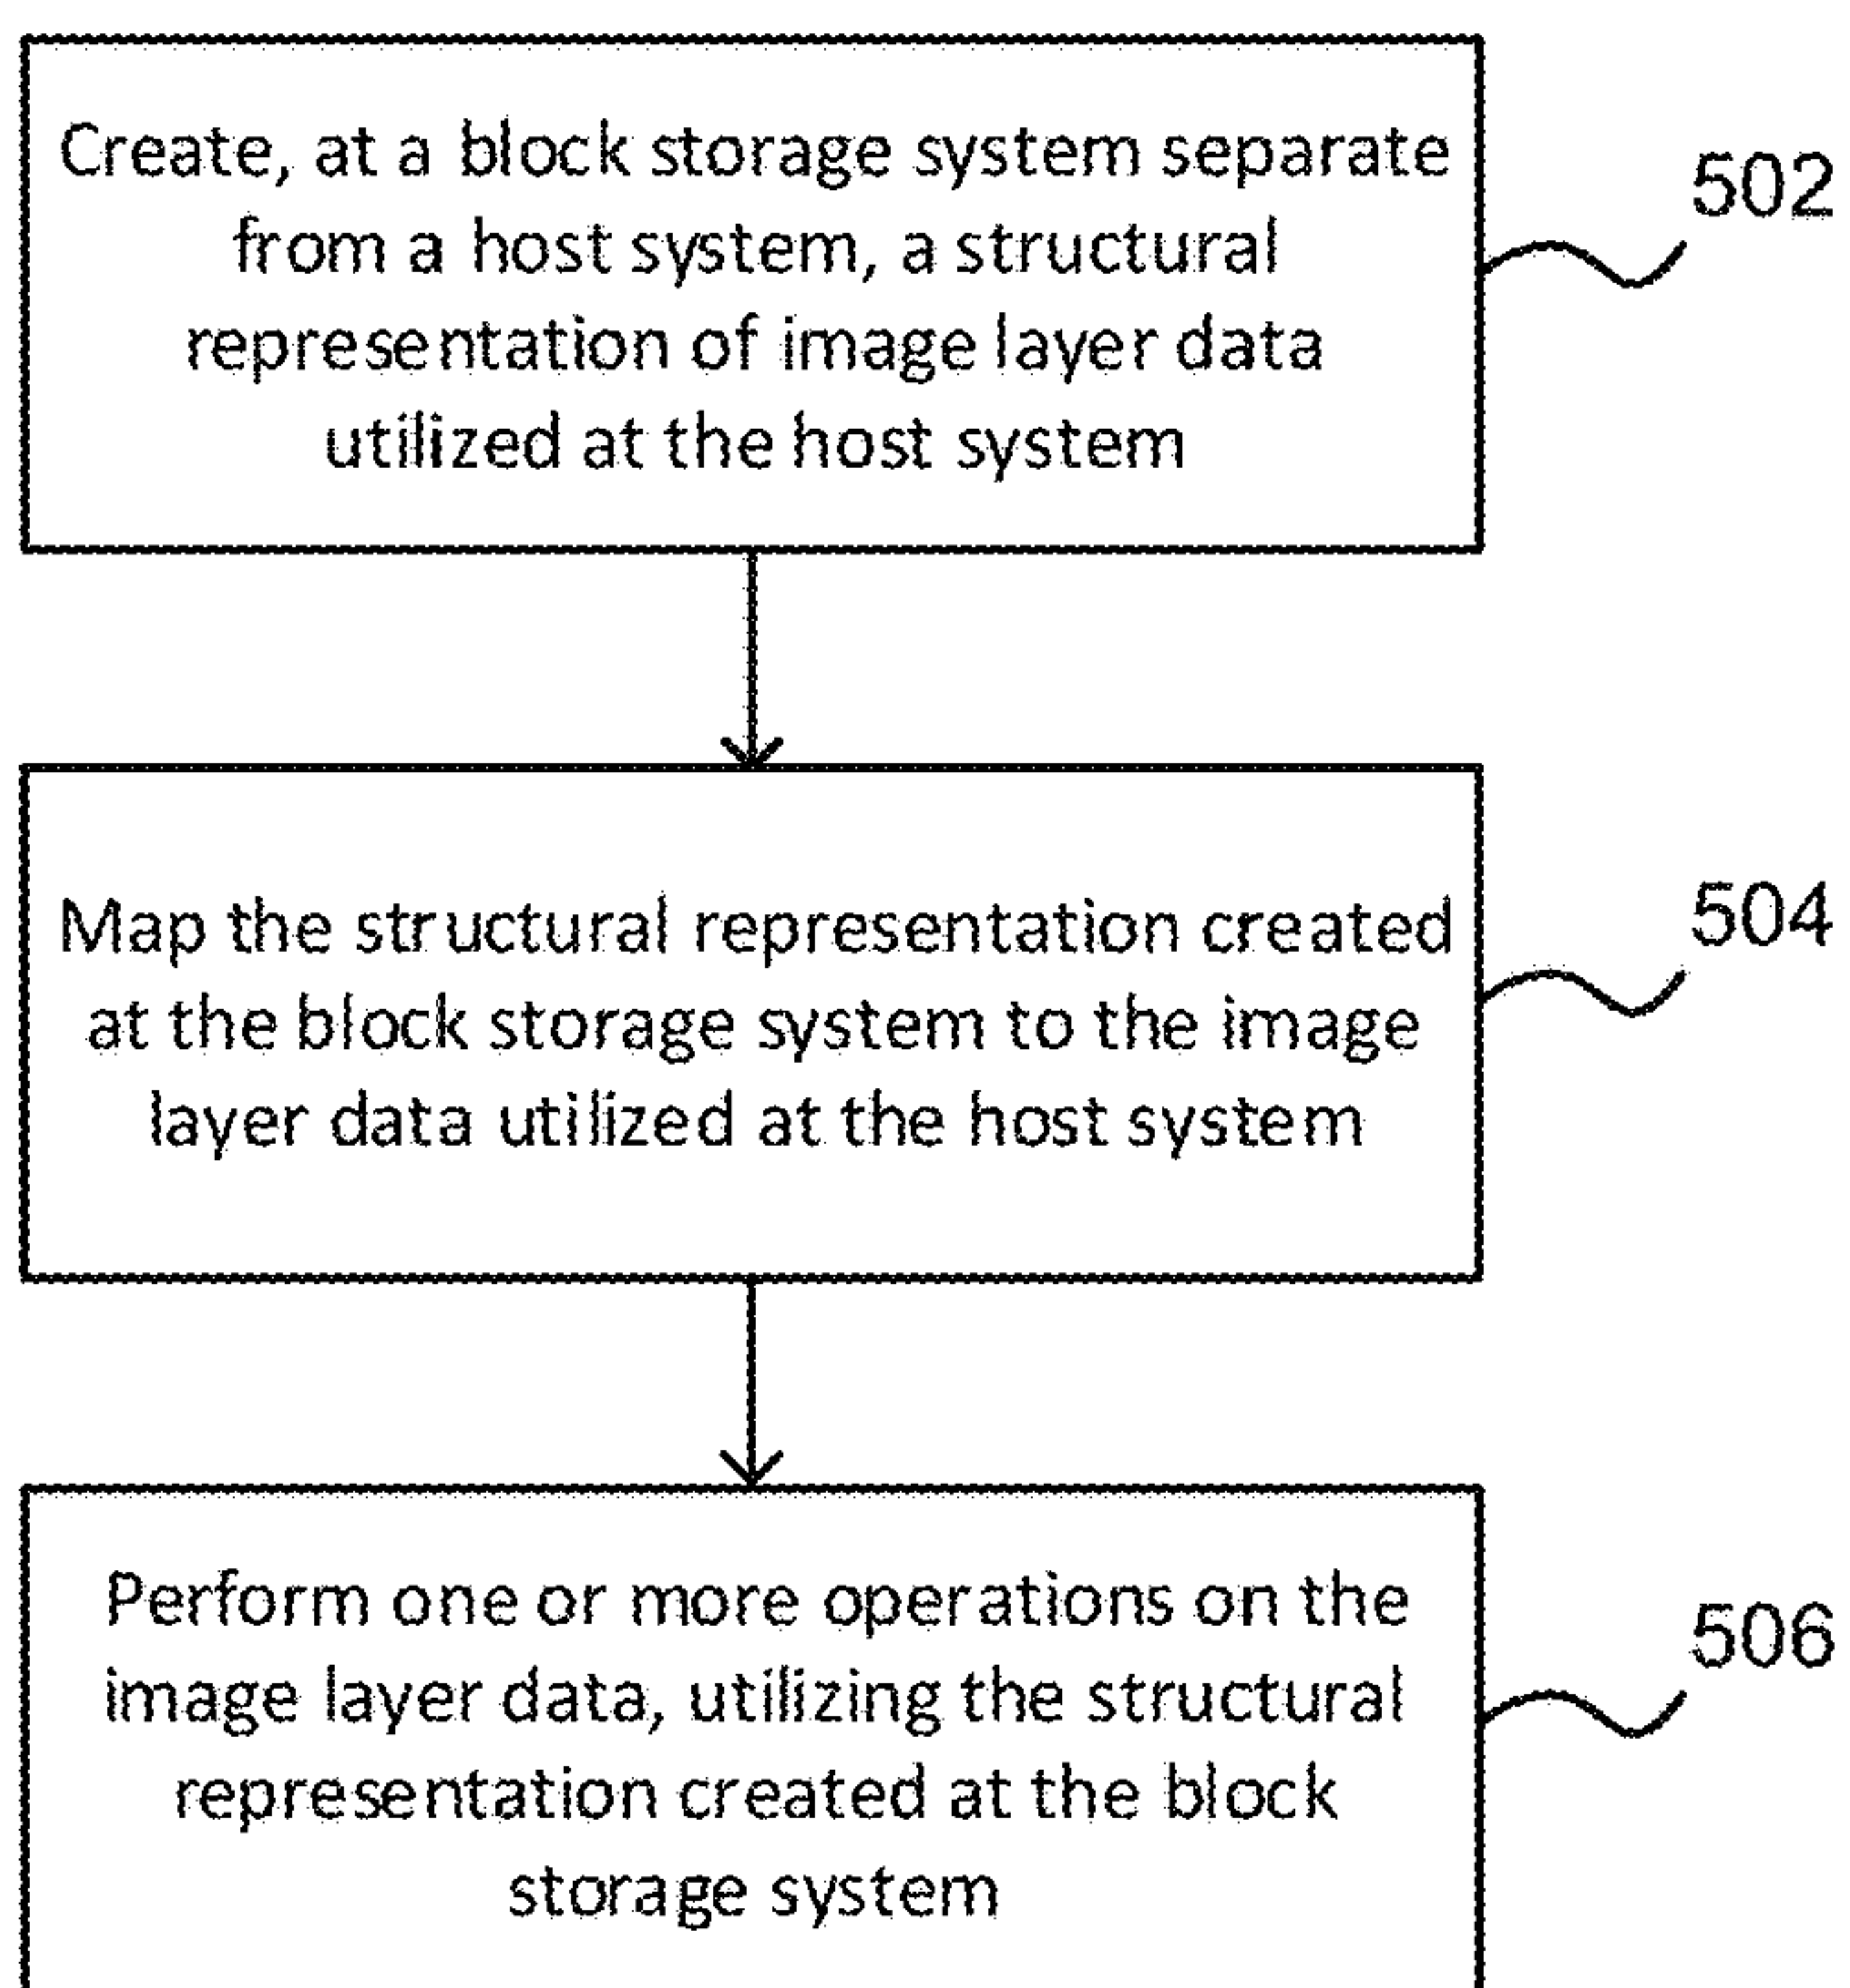 Create, at a block storage system separate
from a host system, a structural
representation of image layer data
utilized at the host system
502
Map the structural representation created
at the block storage system to the image
layer data utilized at the host system
504
Perform one or more operations on the
image layer data, utilizing the structural
representation created at the block
storage system
506